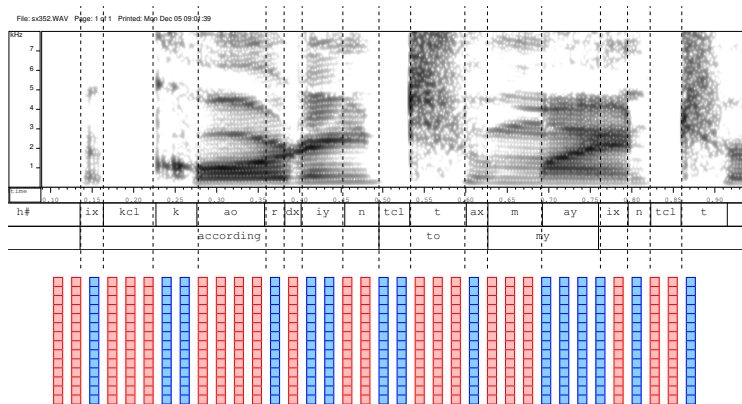 File: sx352.WAV Page: 1 of 1 Printed: Mon Dec 05 09:01:39
kHz
7
6
5
4
3
2
1
time
0.10 0.15 0.20 0.25 0.30 0.35 0.40 0.45 0.50 0.55 0.60 0.65 0.70 0.75 0.80 0.85 0.90
h# ix kcl k ao r dx iy n tcl t ax m ay ix n tcl t
according to my